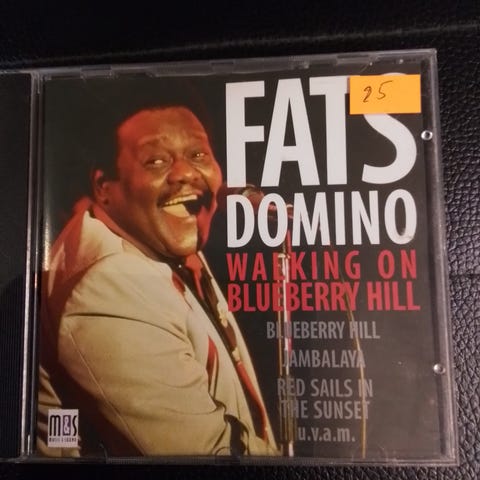 FATS
25
DOMINO
WALKING ON
BLUEBERRY HILL
BLUEBERRY HILL
JAMBALAYA
RED SAILS IN
THE SUNSET
u.v.a.m.
M&S